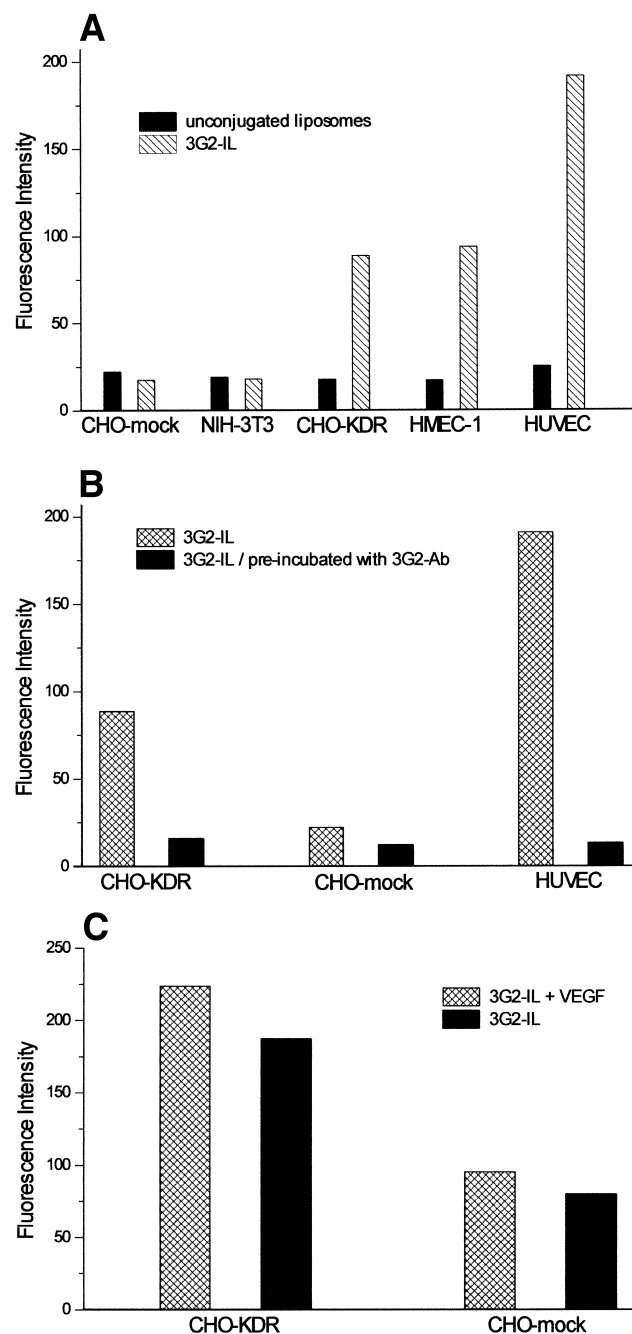 A
200
150
100
50
0
Fluorescence Intensity
unconjugated liposomes
3G2-IL
CHO-mock NIH-3T3 CHO-KDR HMEC-1 HUVEC
B
200
150
100
50
0
Fluorescence Intensity
3G2-IL
3G2-IL / pre-incubated with 3G2-Ab
CHO-KDR CHO-mock HUVEC
C
250
200
150
100
50
0
Fluorescence Intensity
3G2-IL + VEGF
3G2-IL
CHO-KDR CHO-mock